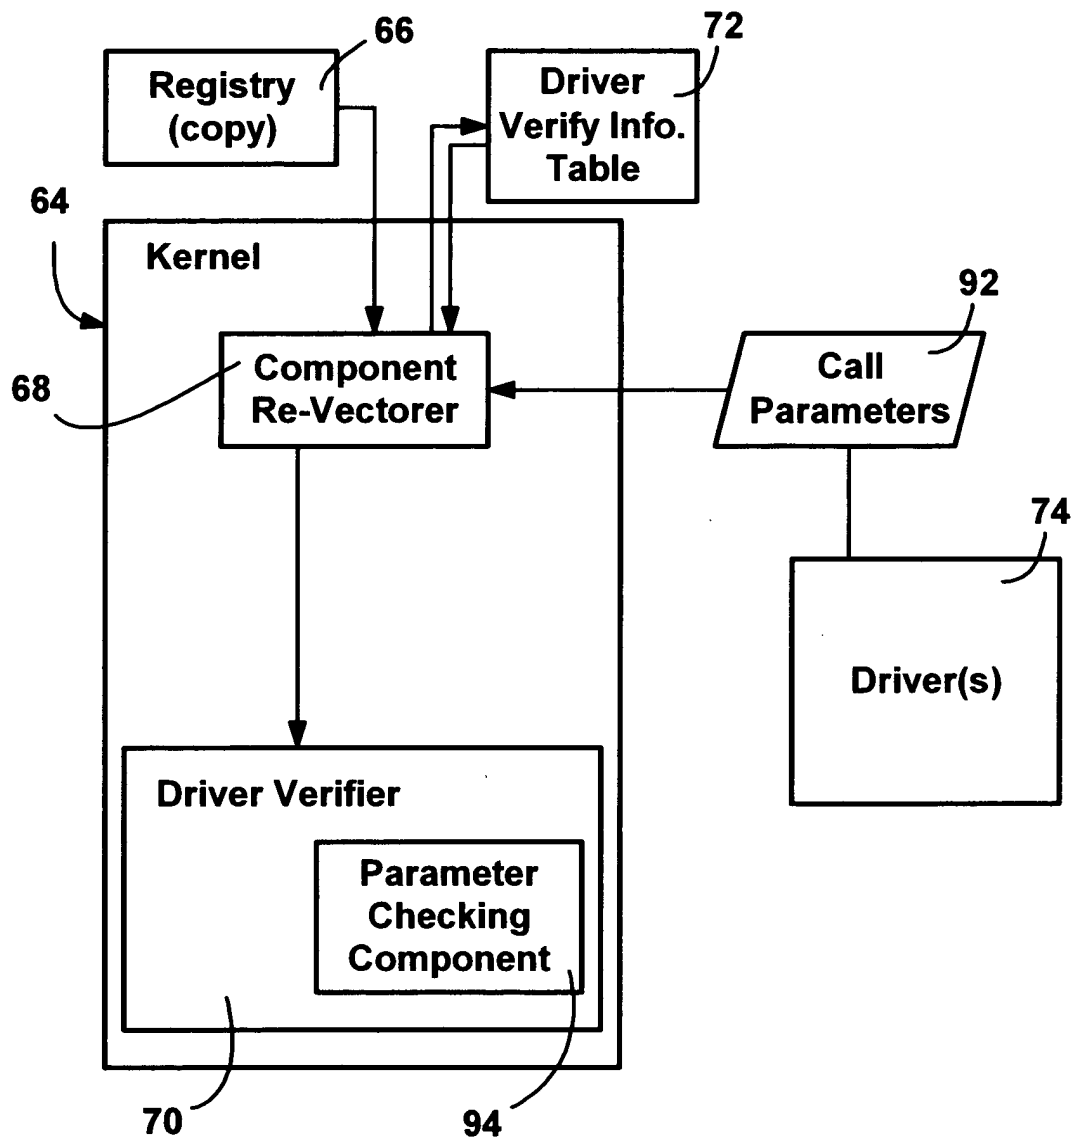 66
72
Registry
(copy)
Driver
Verify Info.
Table
64
Kernel
92
68
Component
Re-Vectorer
Call
Parameters
74
Driver(s)
Driver Verifier
Parameter
Checking
Component
70
94